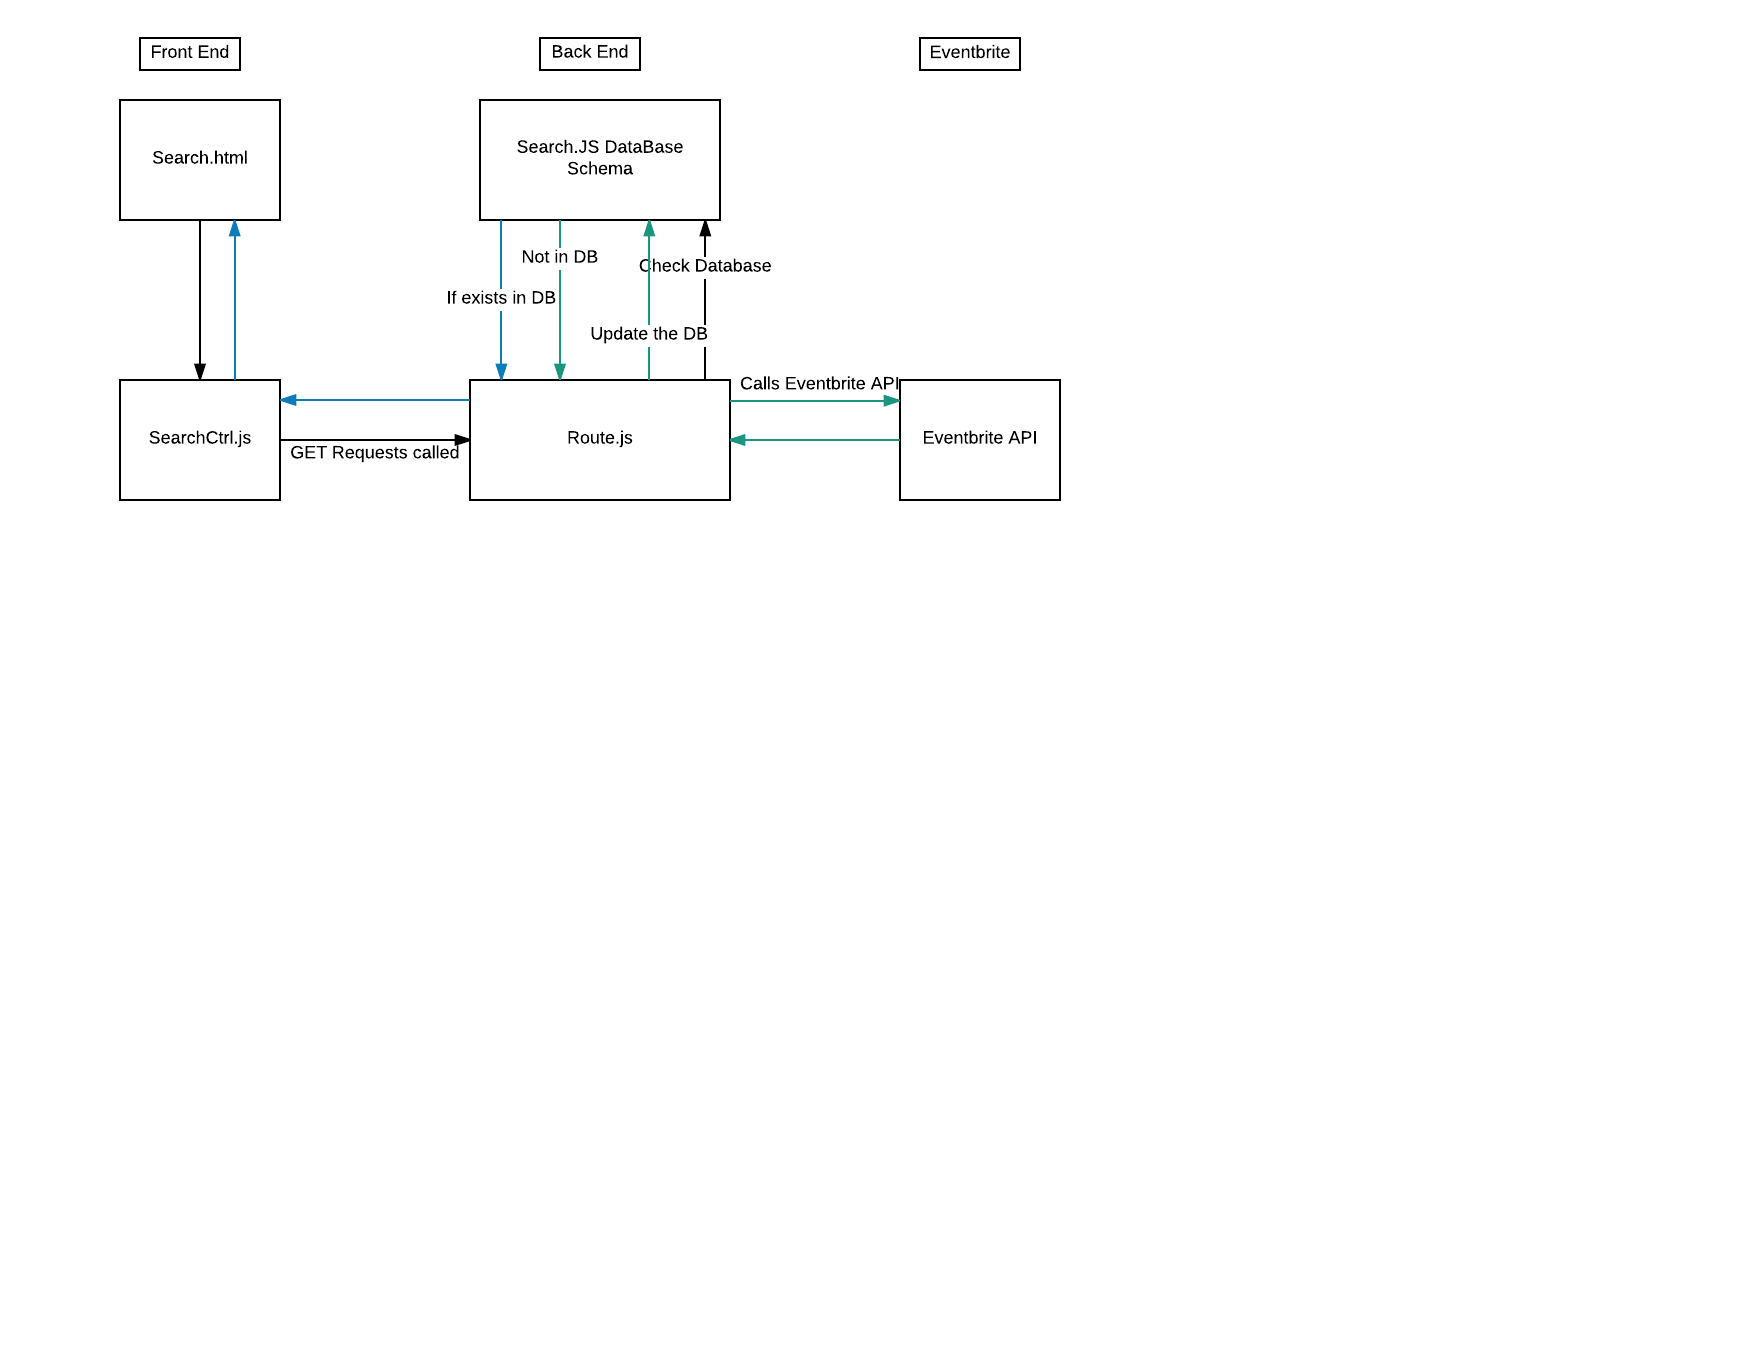 Front End
Back End
Eventbrite
Search.html
Search.JS DataBase
Schema
Not in DB
Check Database
If exists in DB
Update the DB
Calls Eventbrite API
SearchCtrl.js
GET Requests called
Route.js
Eventbrite API